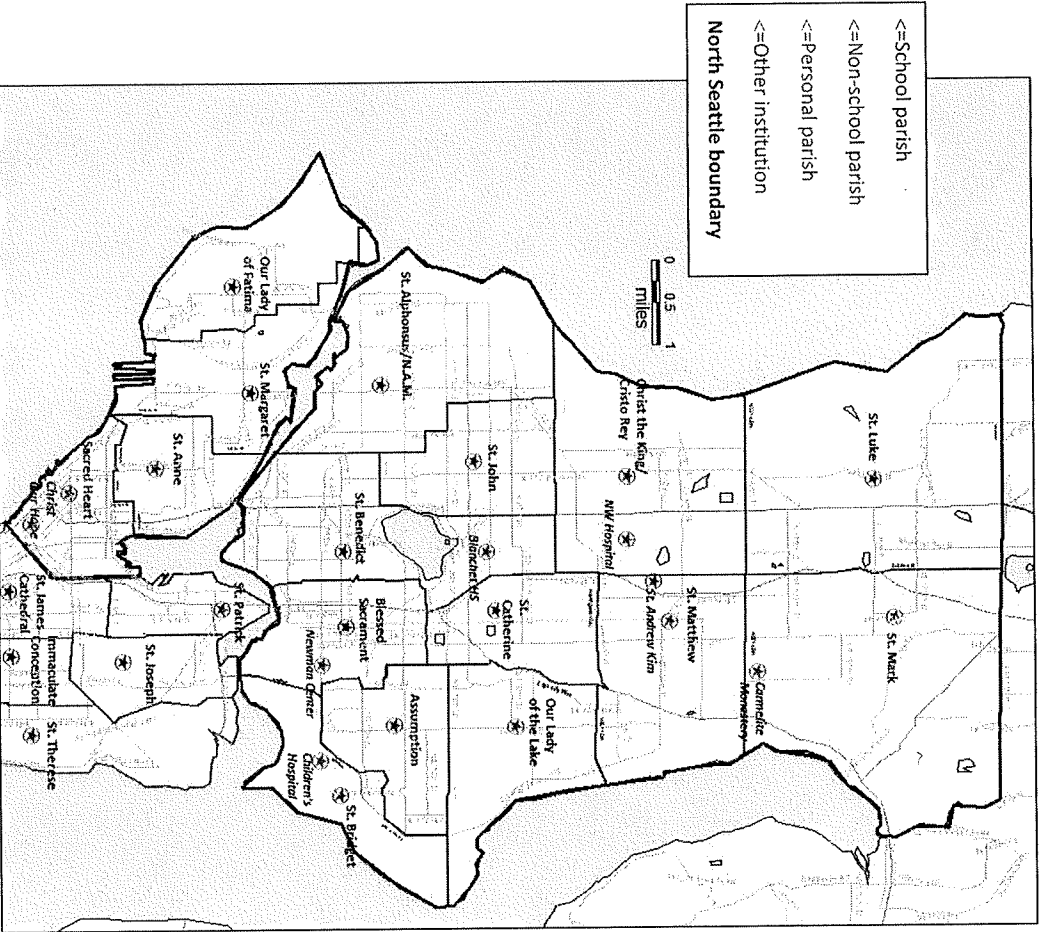 <=School parish
<=Non-school parish
<=Personal parish
<=Other institution
North Seattle boundary
0 0.5 1
miles
St. Luke
St. Mark
Carmelite
Monastery
Christ the King/
Cristo Rey
NW Hospital
St. Matthew
St. Andrew Kim
St. John
Blanchet HS
St.
Catherine
Our Lady
of the Lake
St. Alphonsus/N.A.M.
St. Benedict
Blessed
Sacrament
Newman Center
Assumption
Children's
Hospital
St. Bridget
Our Lady
of Fatima
St. Margaret
St. Anne
St. Patrick
St. Joseph
Sacred Heart
Christ
Our Hope
St. James
Cathedral
Immaculate
Conception
St. Therese